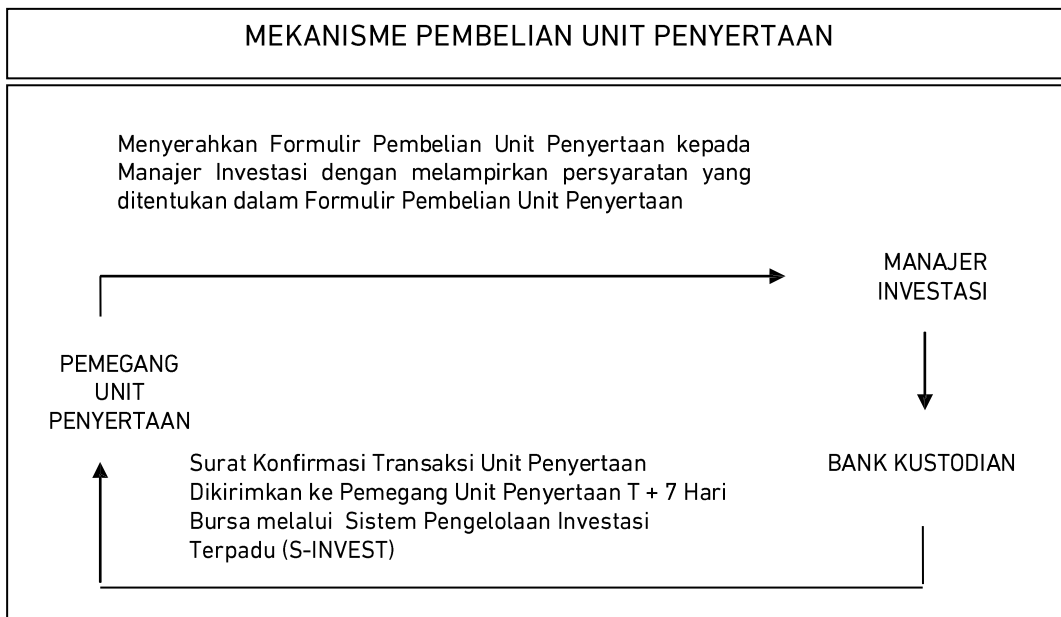 MEKANISME PEMBELIAN UNIT PENYERTAAN
Menyerahkan Formulir Pembelian Unit Penyertaan kepada
Manajer Investasi dengan melampirkan persyaratan yang
ditentukan dalam Formulir Pembelian Unit Penyertaan
MANAJER
INVESTASI
PEMEGANG
UNIT
PENYERTAAN
Surat Konfirmasi Transaksi Unit Penyertaan
Dikirimkan ke Pemegang Unit Penyertaan T + 7 Hari
Bursa melalui Sistem Pengelolaan Investasi
Terpadu (S-INVEST)
BANK KUSTODIAN